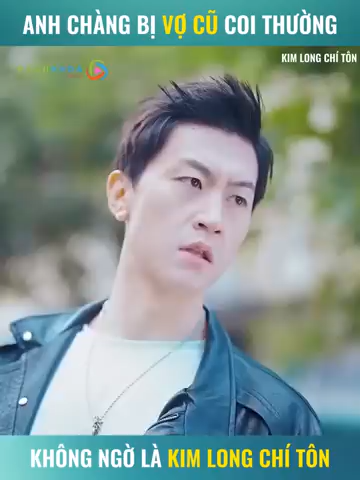 ANH CHÀNG BỊ VỢ CŨ COI THƯỜNG
KIM LONG CHÍ TÔN
KHÔNG NGỜ LÀ KIM LONG CHÍ TÔN